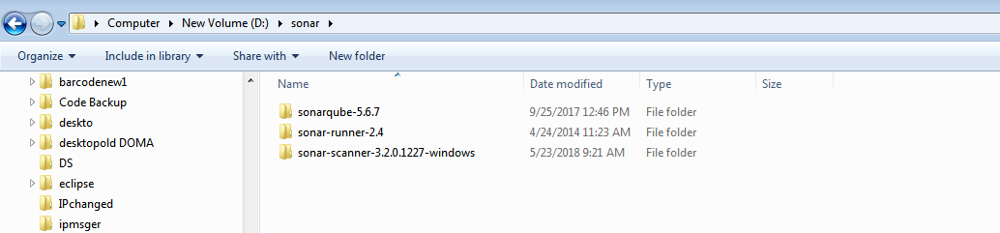 Computer New Volume (D:) sonar
Organize Include in library Share with New folder
barcodenew1
Code Backup
deskto
desktopold DOMA
DS
eclipse
IPchanged
ipmsger
Name Date modified Type Size
sonarqube-5.6.7 9/25/2017 12:46 PM File folder
sonar-runner-2.4 4/24/2014 11:23 AM File folder
sonar-scanner-3.2.0.1227-windows 5/23/2018 9:21 AM File folder